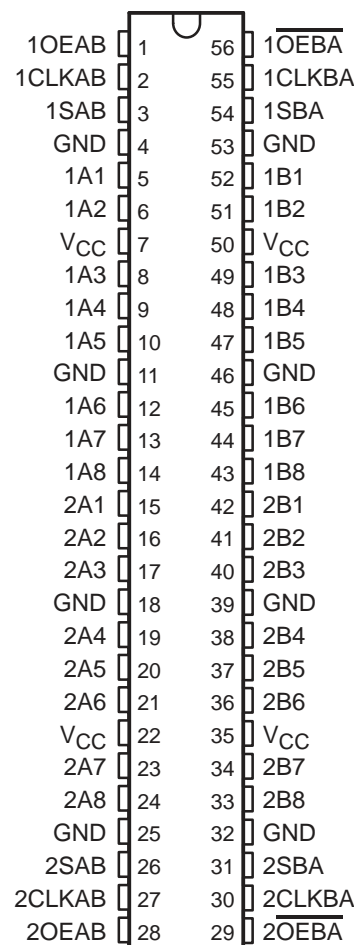 1OEAB 1 56 1O̅E̅B̅A̅
1CLKAB 2 55 1CLKBA
1SAB 3 54 1SBA
GND 4 53 GND
1A1 5 52 1B1
1A2 6 51 1B2
VCC 7 50 VCC
1A3 8 49 1B3
1A4 9 48 1B4
1A5 10 47 1B5
GND 11 46 GND
1A6 12 45 1B6
1A7 13 44 1B7
1A8 14 43 1B8
2A1 15 42 2B1
2A2 16 41 2B2
2A3 17 40 2B3
GND 18 39 GND
2A4 19 38 2B4
2A5 20 37 2B5
2A6 21 36 2B6
VCC 22 35 VCC
2A7 23 34 2B7
2A8 24 33 2B8
GND 25 32 GND
2SAB 26 31 2SBA
2CLKAB 27 30 2CLKBA
2OEAB 28 29 2O̅E̅B̅A̅